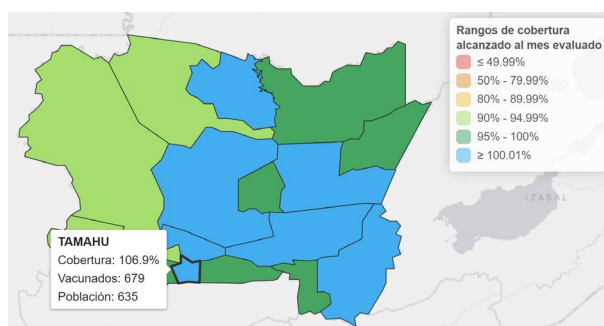 Rangos de cobertura
alcanzado al mes evaluado
≤ 49.99%
50% - 79.99%
80% - 89.99%
90% - 94.99%
95% - 100%
≥ 100.01%
IZABAL
TAMAHU
Cobertura: 106.9%
Vacunados: 679
Población: 635